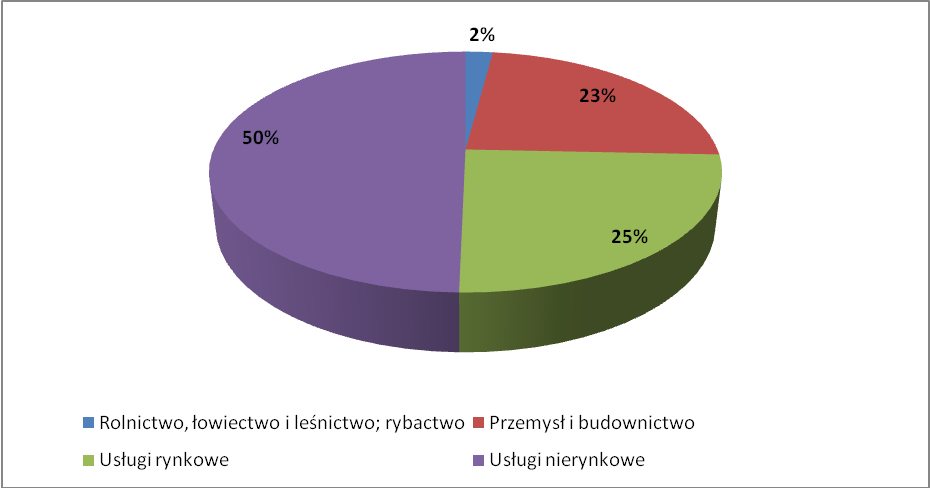 2%
23%
50%
25%
Rolnictwo, łowiectwo i leśnictwo; rybactwo
Przemysł i budownictwo
Usługi rynkowe
Usługi nierynkowe